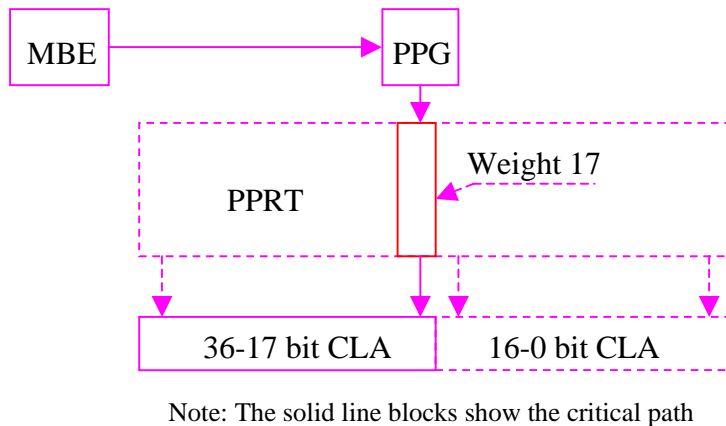 MBE
PPG
Weight 17
PPRT
36-17 bit CLA
16-0 bit CLA
Note: The solid line blocks show the critical path